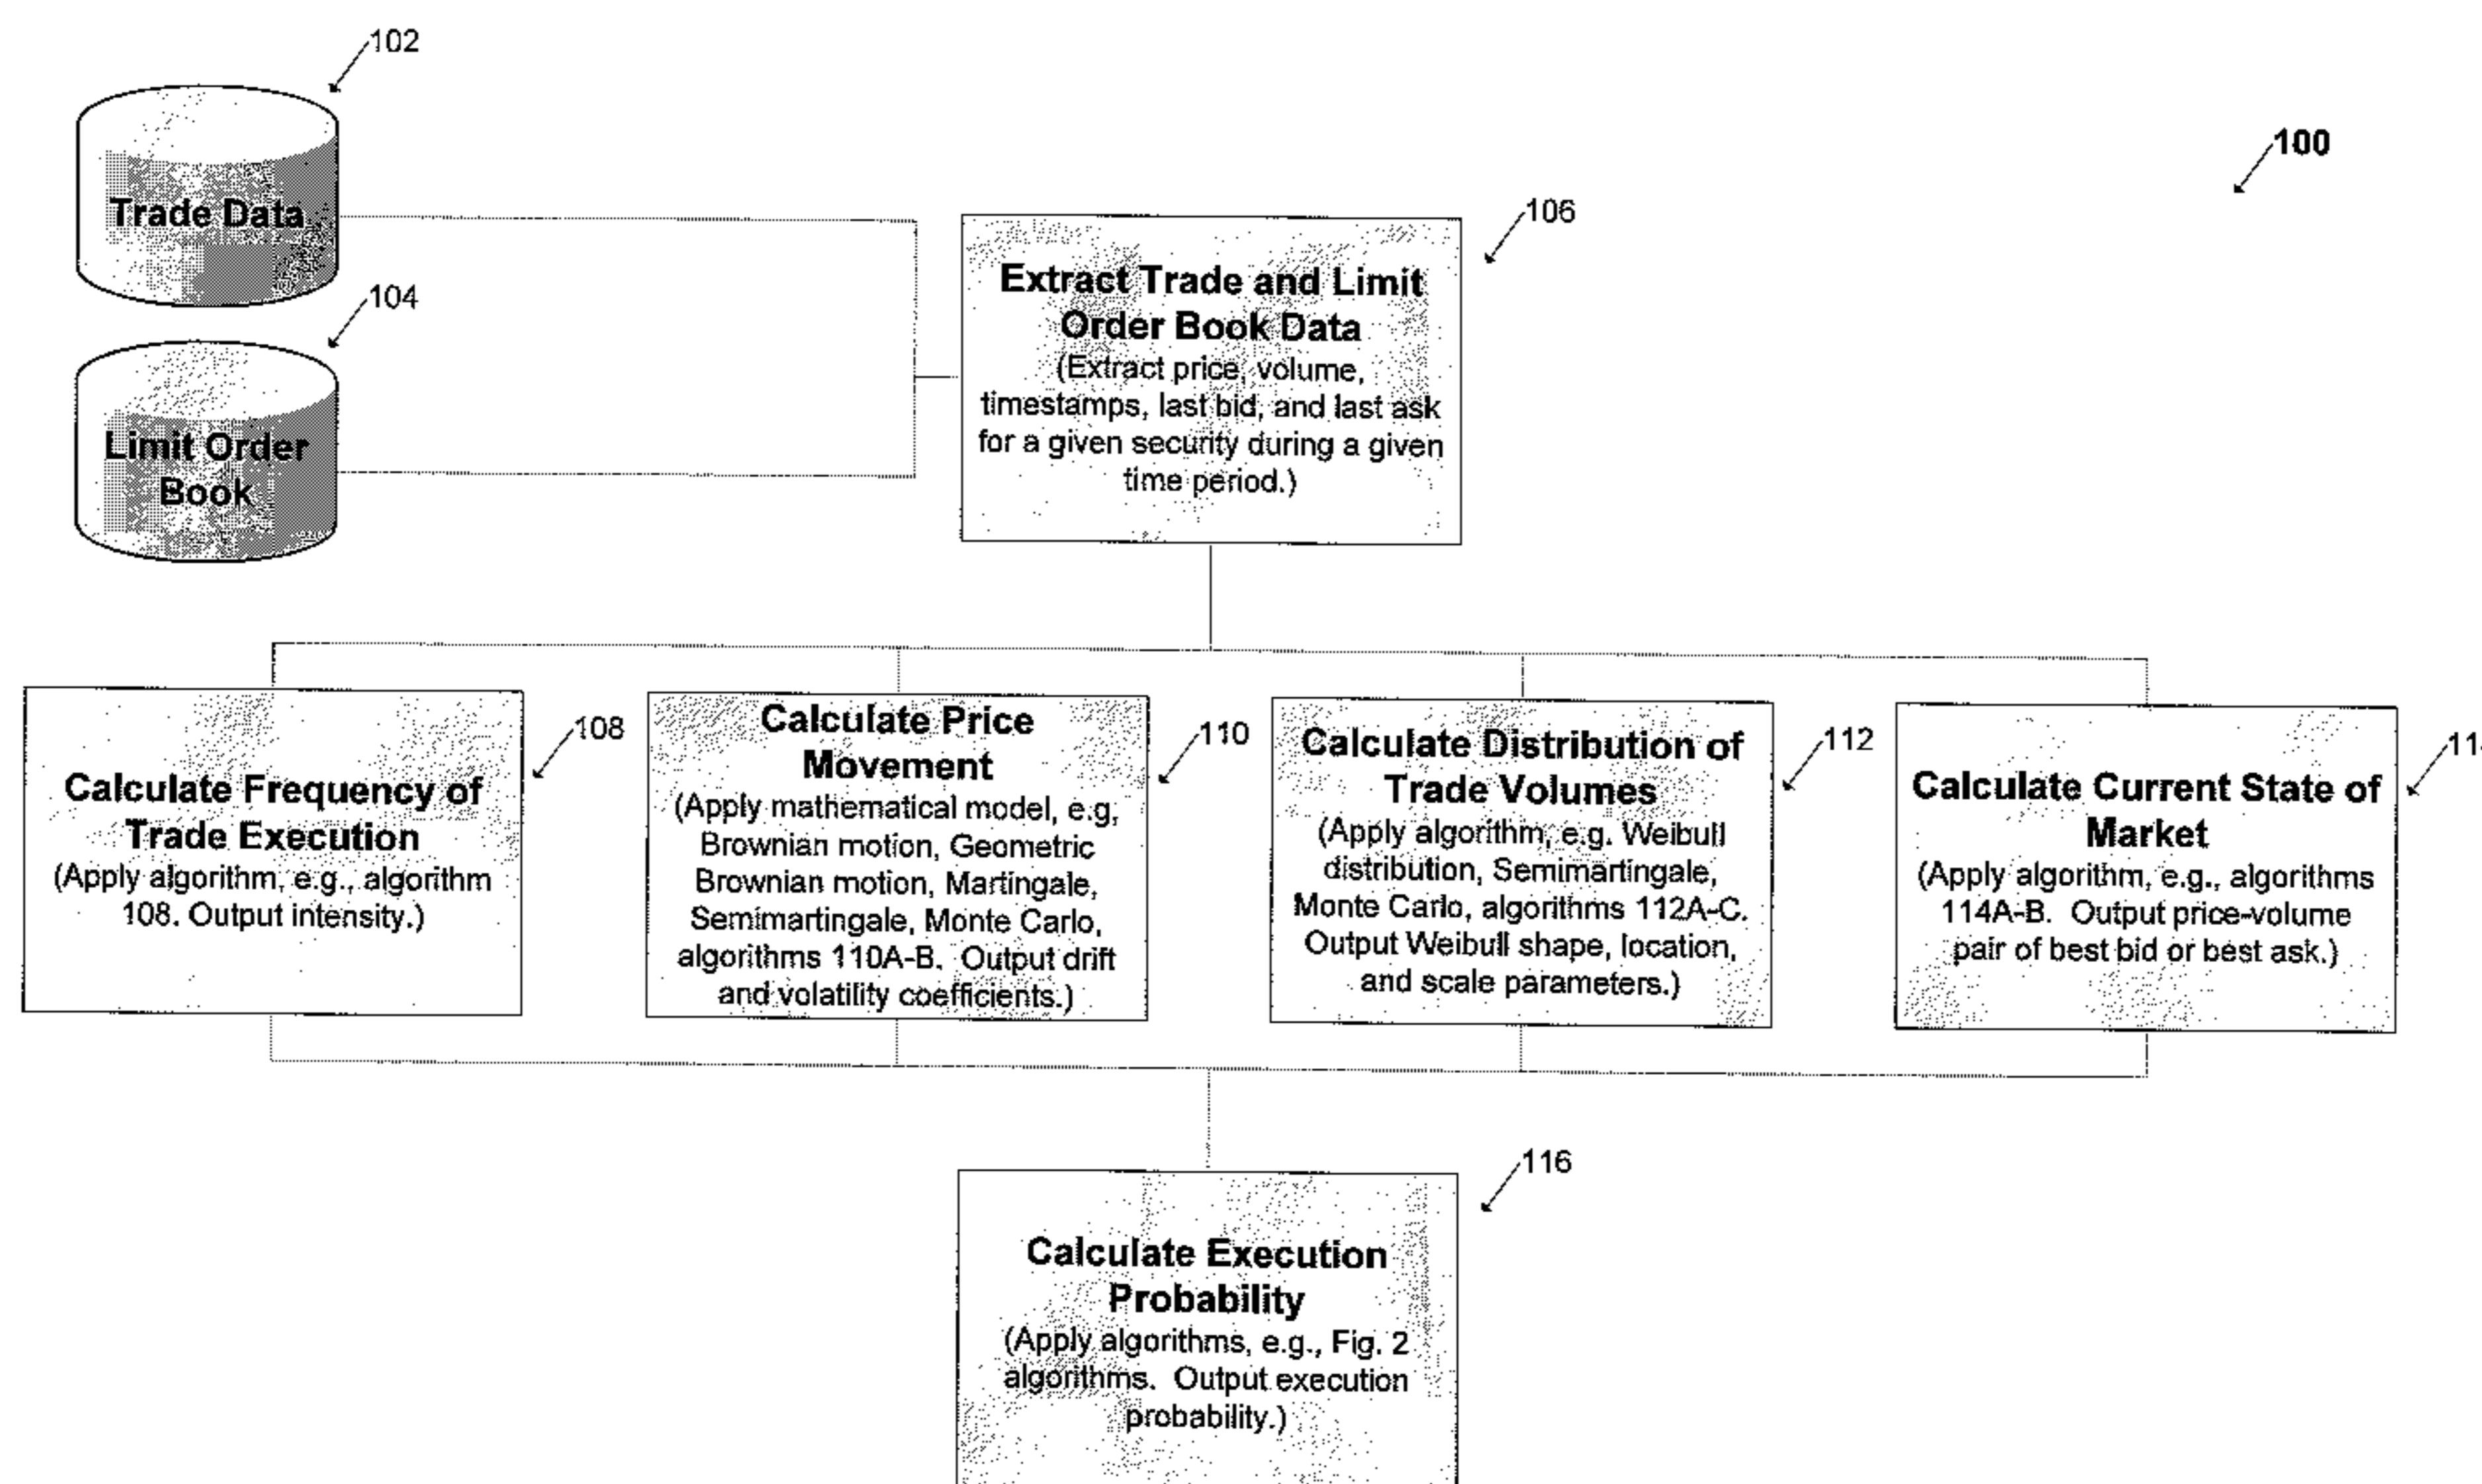 102
Trade Data
104
Limit Order
Book
100
106
Extract Trade and Limit
Order Book Data
(Extract price, volume,
timestamps, last bid, and last ask
for a given security during a given
time period.)
108
Calculate Frequency of
Trade Execution
(Apply algorithm, e.g., algorithm
108. Output intensity.)
110
Calculate Price
Movement
(Apply mathematical model, e.g,
Brownian motion, Geometric
Brownian motion, Martingale,
Semimartingale, Monte Carlo,
algorithms 110A-B. Output drift
and volatility coefficients.)
112
Calculate Distribution of
Trade Volumes
(Apply algorithm, e.g. Weibull
distribution, Semimartingale,
Monte Carlo, algorithms 112A-C.
Output Weibull shape, location,
and scale parameters.)
Calculate Current State of
Market
(Apply algorithm, e.g., algorithms
114A-B. Output price-volume
pair of best bid or best ask.)
116
Calculate Execution
Probability
(Apply algorithms, e.g., Fig. 2
algorithms. Output execution
probability.)